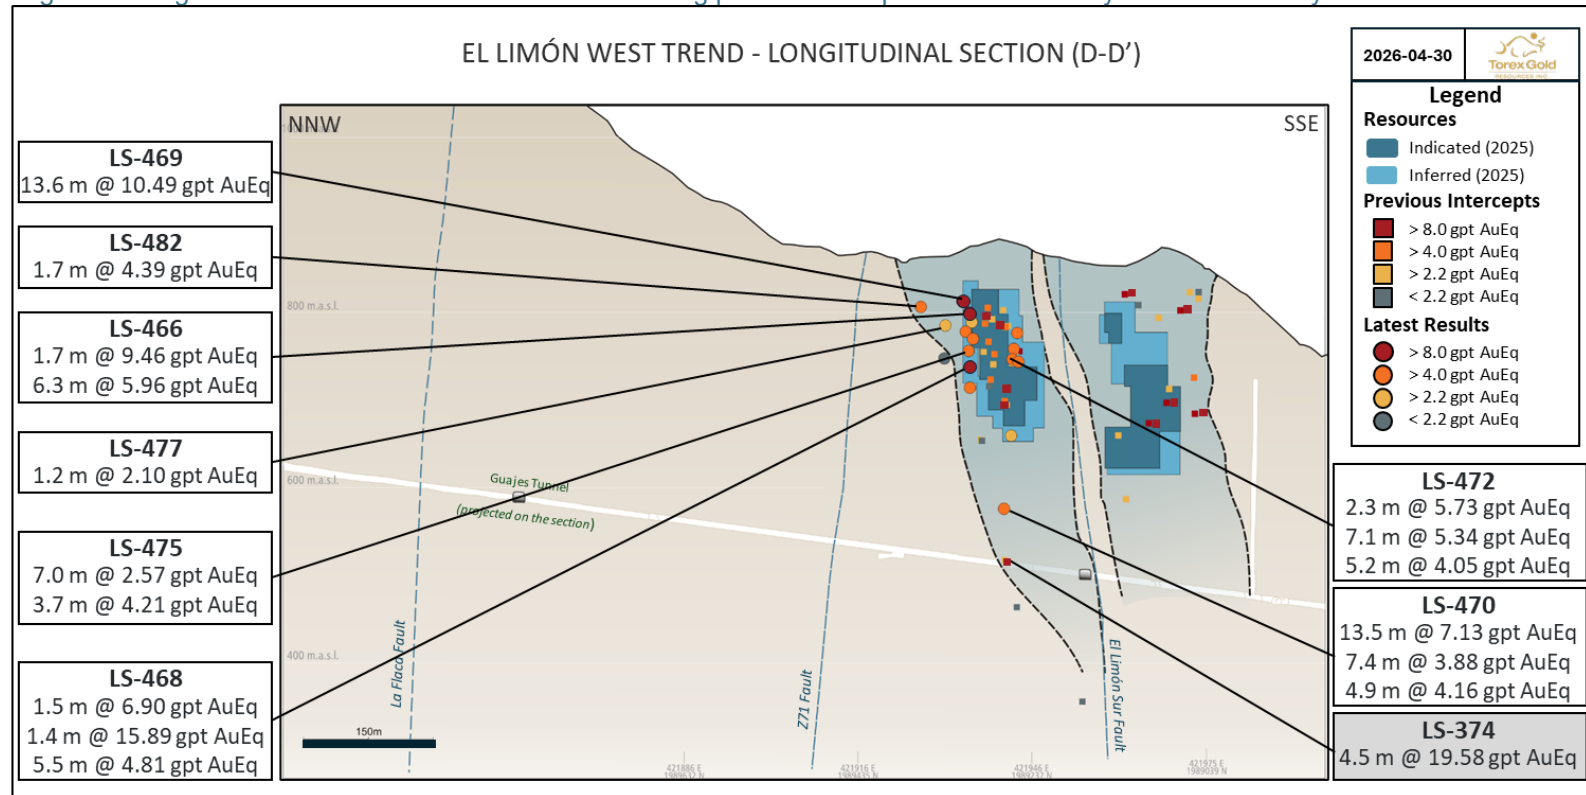 EL LIMÓN WEST TREND - LONGITUDINAL SECTION (D-D’)
2026-04-30
Torex Gold
RESOURCES INC.
Legend
Resources
Indicated (2025)
Inferred (2025)
Previous Intercepts
> 8.0 gpt AuEq
> 4.0 gpt AuEq
> 2.2 gpt AuEq
< 2.2 gpt AuEq
Latest Results
> 8.0 gpt AuEq
> 4.0 gpt AuEq
> 2.2 gpt AuEq
< 2.2 gpt AuEq
NNW
SSE
LS-469
13.6 m @ 10.49 gpt AuEq
LS-482
1.7 m @ 4.39 gpt AuEq
LS-466
1.7 m @ 9.46 gpt AuEq
6.3 m @ 5.96 gpt AuEq
LS-477
1.2 m @ 2.10 gpt AuEq
LS-475
7.0 m @ 2.57 gpt AuEq
3.7 m @ 4.21 gpt AuEq
LS-468
1.5 m @ 6.90 gpt AuEq
1.4 m @ 15.89 gpt AuEq
5.5 m @ 4.81 gpt AuEq
800 m.a.s.l.
600 m.a.s.l.
400 m.a.s.l.
Guajes Tunnel
(projected on the section)
La Flaca Fault
Z71 Fault
El Limón Sur Fault
150m
421886 E
1989632 N
421916 E
1989435 N
421946 E
1989237 N
421975 E
1989039 N
LS-472
2.3 m @ 5.73 gpt AuEq
7.1 m @ 5.34 gpt AuEq
5.2 m @ 4.05 gpt AuEq
LS-470
13.5 m @ 7.13 gpt AuEq
7.4 m @ 3.88 gpt AuEq
4.9 m @ 4.16 gpt AuEq
LS-374
4.5 m @ 19.58 gpt AuEq